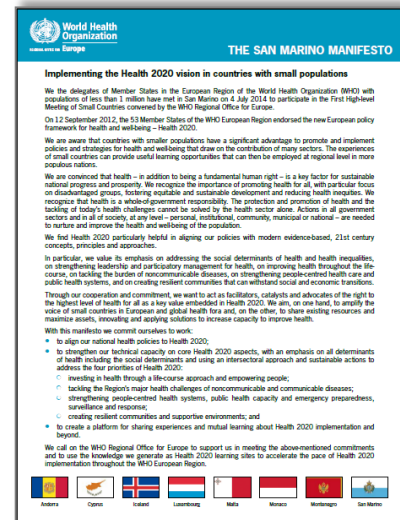 World Health
Organization
REGIONAL OFFICE FOR Europe
THE SAN MARINO MANIFESTO
Implementing the Health 2020 vision in countries with small populations
We the delegates of Member States in the European Region of the World Health Organization (WHO) with
populations of less than 1 million have met in San Marino on 4 July 2014 to participate in the First High-level
Meeting of Small Countries convened by the WHO Regional Office for Europe.
On 12 September 2012, the 53 Member States of the WHO European Region endorsed the new European policy
framework for health and well-being – Health 2020.
We are aware that countries with smaller populations have a significant advantage to promote and implement
policies and strategies for health and well-being that draw on the contribution of many sectors. The experiences
of small countries can provide useful learning opportunities that can then be employed at regional level in more
populous nations.
We are convinced that health – in addition to being a fundamental human right – is a key factor for sustainable
national progress and prosperity. We recognize the importance of promoting health for all, with particular focus
on disadvantaged groups, fostering equitable and sustainable development and reducing health inequities. We
recognize that health is a whole-of-government responsibility. The protection and promotion of health and the
tackling of today's health challenges cannot be solved by the health sector alone. Actions in all government
sectors and in all of society, at any level – personal, institutional, community, municipal or national – are needed
to nurture and improve the health and well-being of the population.
We find Health 2020 particularly helpful in aligning our policies with modern evidence-based, 21st century
concepts, principles and approaches.
In particular, we value its emphasis on addressing the social determinants of health and health inequalities,
on strengthening leadership and participatory management for health, on improving health throughout the life-
course, on tackling the burden of noncommunicable diseases, on strengthening people-centred health care and
public health systems, and on creating resilient communities that can withstand social and economic transitions.
Through our cooperation and commitment, we want to act as facilitators, catalysts and advocates of the right to
the highest level of health for all as a key value embedded in Health 2020. We aim, on one hand, to amplify the
voice of small countries in European and global health fora and, on the other, to share existing resources and
maximize assets, innovating and applying solutions to increase capacity to improve health.
With this manifesto we commit ourselves to work:
• to align our national health policies to Health 2020;
• to strengthen our technical capacity on core Health 2020 aspects, with an emphasis on all determinants
of health including the social determinants and using an intersectoral approach and sustainable actions to
address the four priorities of Health 2020:
○ investing in health through a life-course approach and empowering people;
○ tackling the Region's major health challenges of noncommunicable and communicable diseases;
○ strengthening people-centred health systems, public health capacity and emergency preparedness,
surveillance and response;
○ creating resilient communities and supportive environments; and
• to create a platform for sharing experiences and mutual learning about Health 2020 implementation and
beyond.
We call on the WHO Regional Office for Europe to support us in meeting the above-mentioned commitments
and to use the knowledge we generate as Health 2020 learning sites to accelerate the pace of Health 2020
implementation throughout the WHO European Region.
Andorra Cyprus Iceland Luxembourg Malta Monaco Montenegro San Marino